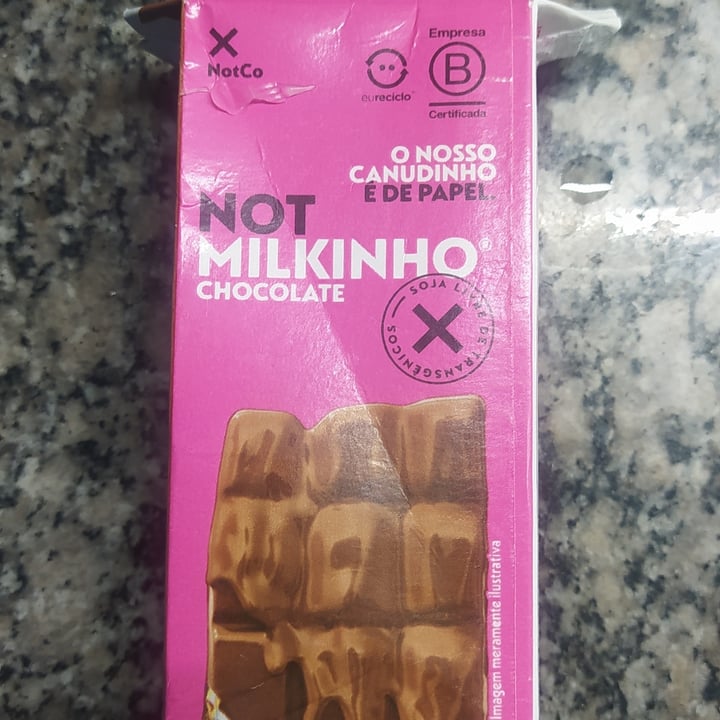 NotCo
eureciclo
Empresa
B
Certificada
O NOSSO
CANUDINHO
É DE PAPEL.
NOT
MILKINHO®
CHOCOLATE
SOJA LIVRE DE TRANSGÊNICOS
Imagem meramente ilustrativa